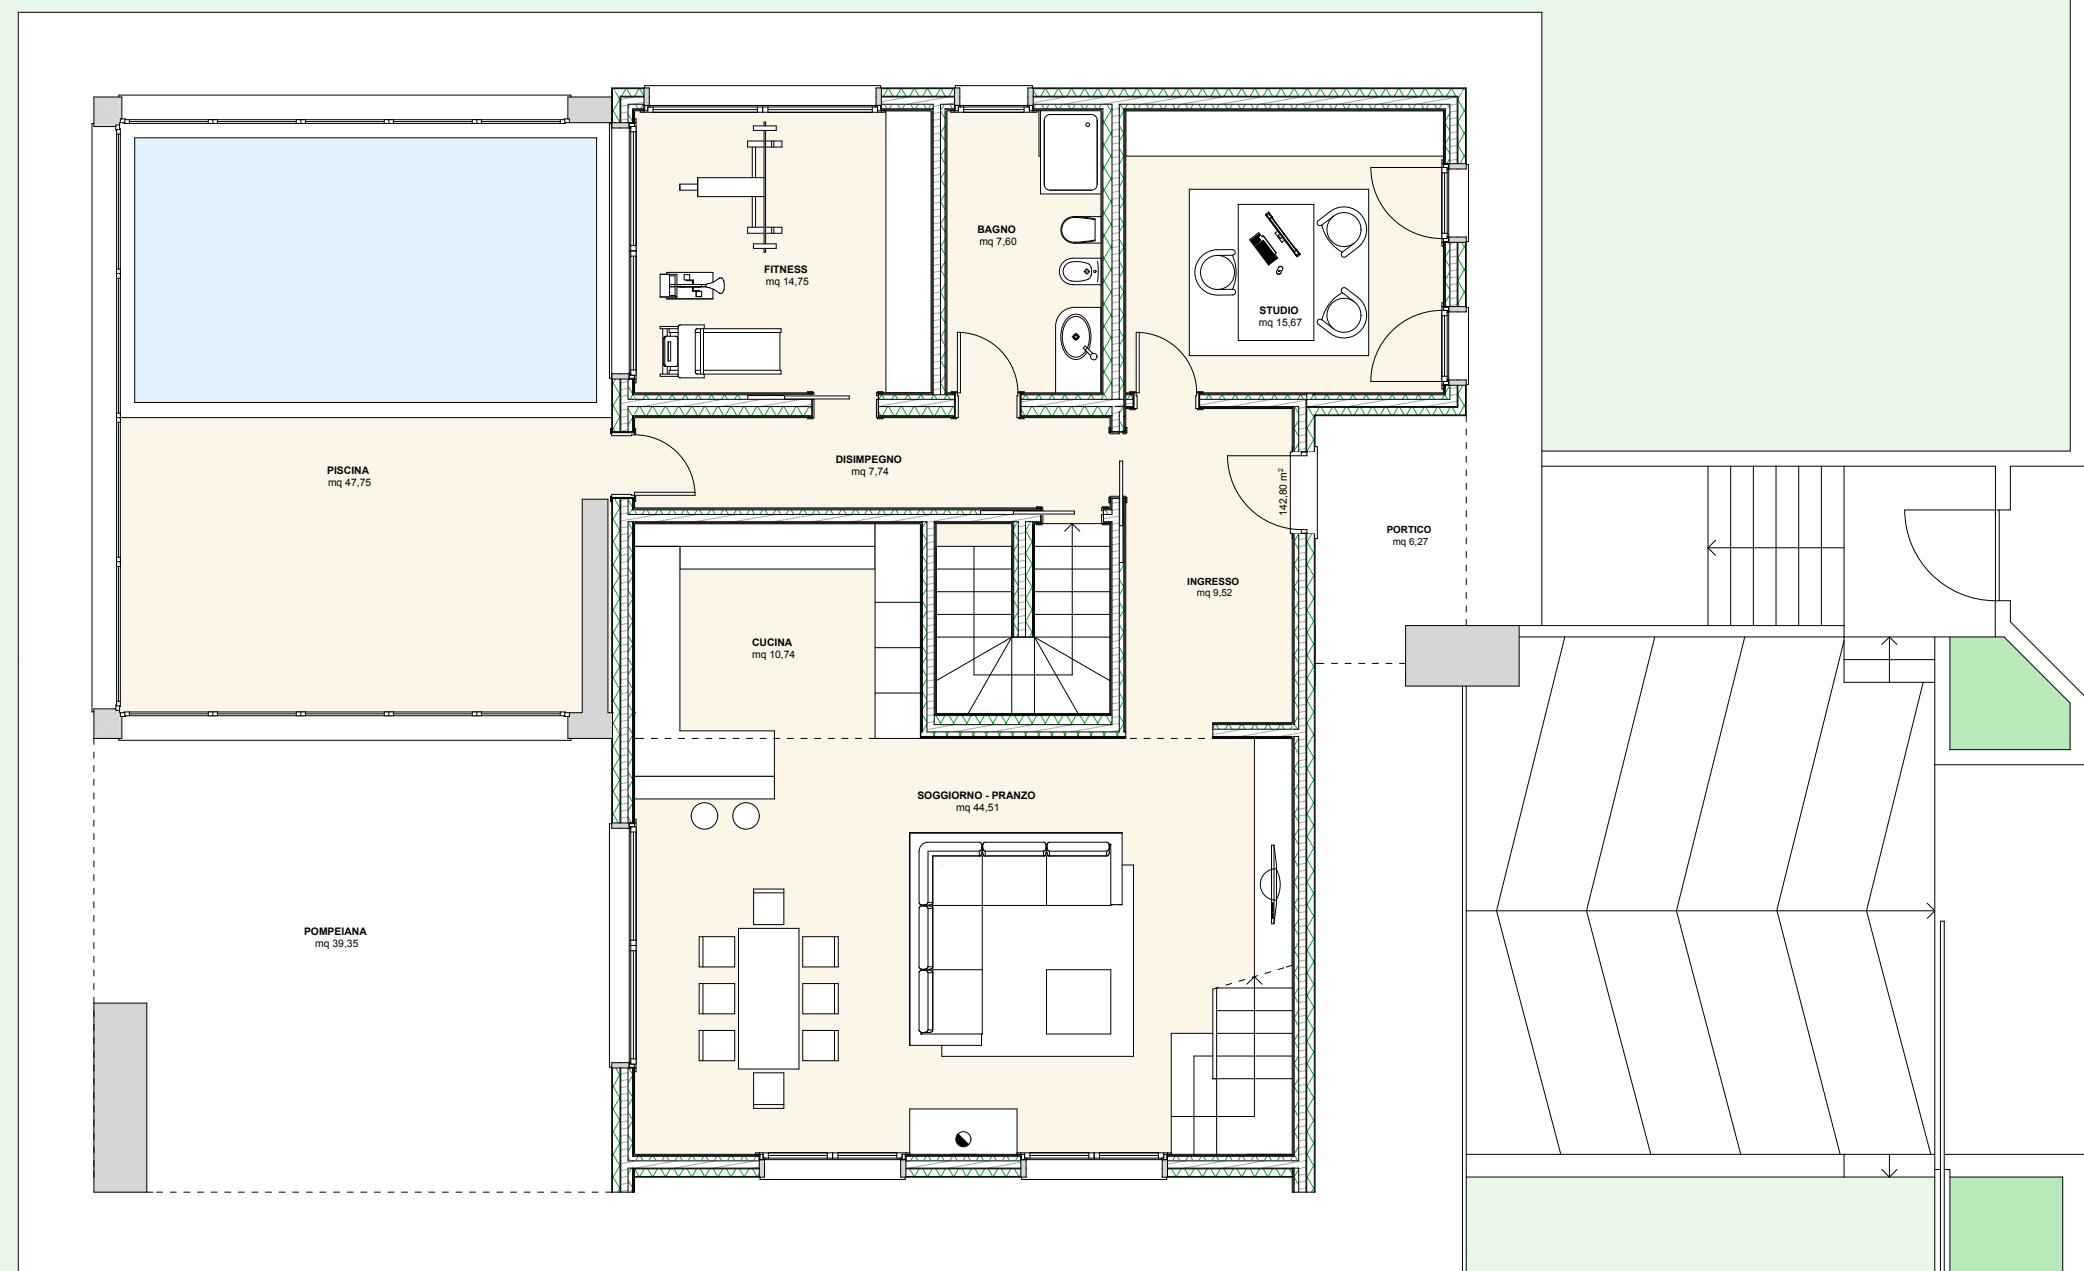 BAGNO
mq 7,60
FITNESS
mq 14,75
STUDIO
mq 15,67
PISCINA
mq 47,75
DISIMPEGNO
mq 7,74
142,80 m²
PORTICO
mq 6,27
INGRESSO
mq 9,52
CUCINA
mq 10,74
SOGGIORNO - PRANZO
mq 44,51
POMPEIANA
mq 39,35